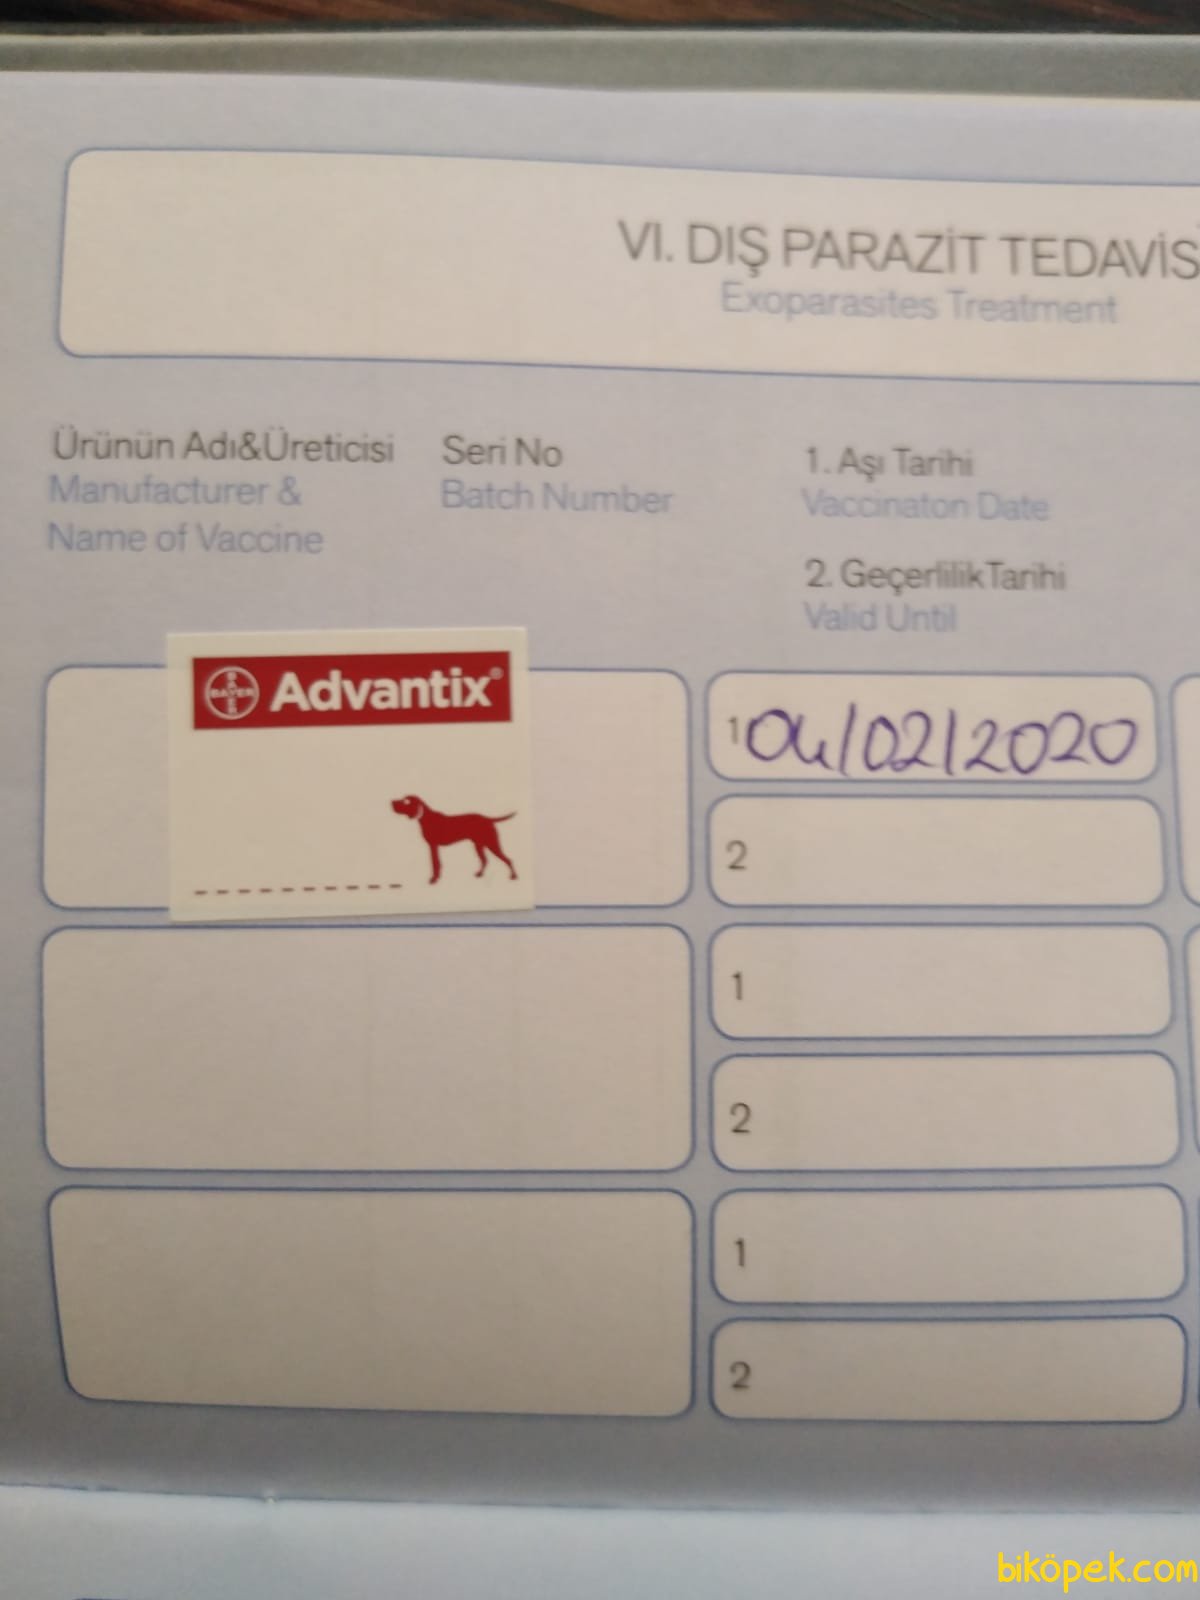 VI. DIŞ PARAZİT TEDAVİS
Exoparasites Treatment
Ürünün Adı&Üreticisi
Manufacturer &
Name of Vaccine
Seri No
Batch Number
1. Aşı Tarihi
Vaccinaton Date
2. Geçerlilik Tarihi
Valid Until
BAYER
BAYER
Advantix®
1 04/02/2020
2
1
2
1
2
biköpek.com